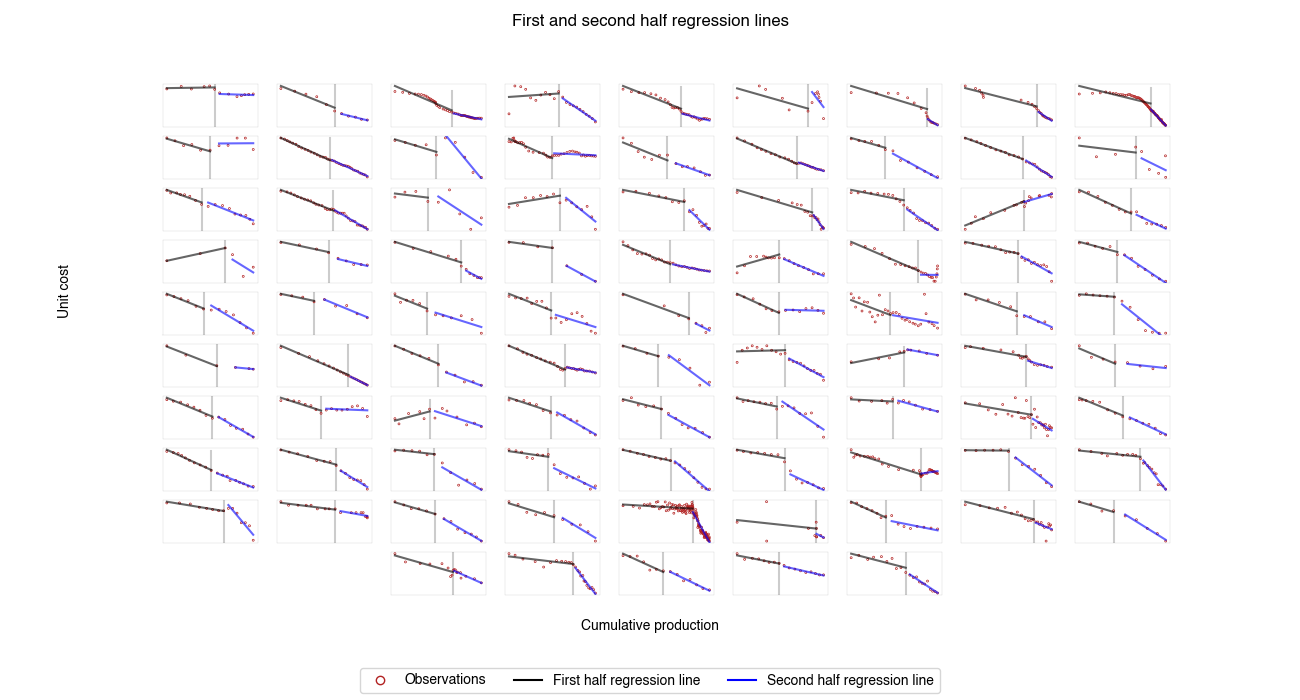 First and second half regression lines
Unit cost
Cumulative production
Observations
First half regression line
Second half regression line